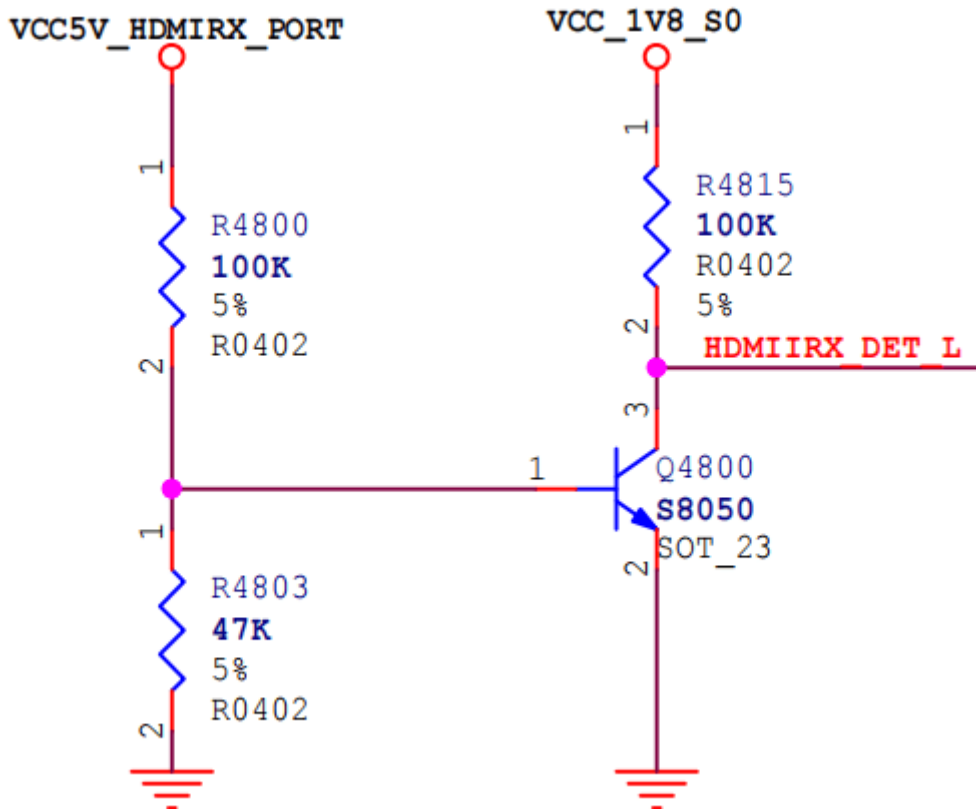 VCC5V_HDMIRX_PORT
VCC_1V8_S0
1
R4800
100K
5%
R0402
2
1
R4815
100K
R0402
5%
2
HDMIIRX_DET_L
3
1
Q4800
S8050
SOT_23
2
1
R4803
47K
5%
R0402
2